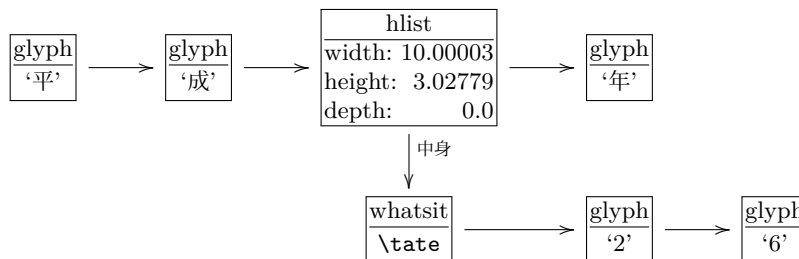 glyph
‘平’
glyph
‘成’
hlist
width: 10.00003
height: 3.02779
depth: 0.0
glyph
‘年’
中身
whatsit
\tate
glyph
‘2’
glyph
‘6’